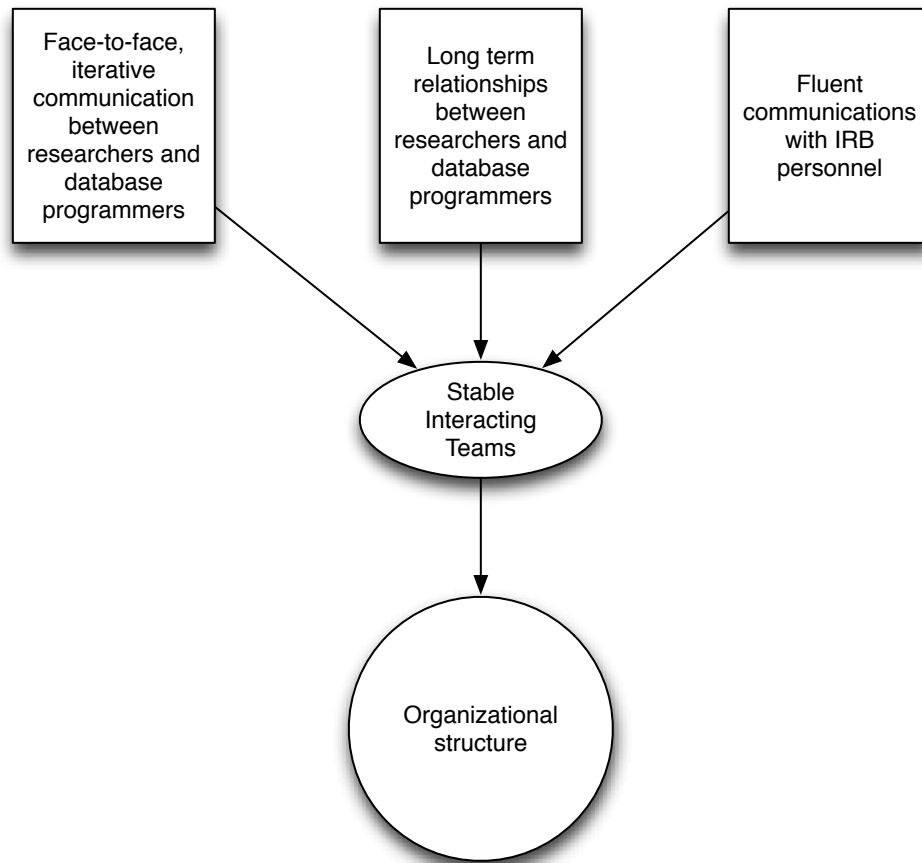 Face-to-face,
iterative
communication
between
researchers and
database
programmers
Long term
relationships
between
researchers and
database
programmers
Fluent
communications
with IRB
personnel
Stable
Interacting
Teams
Organizational
structure